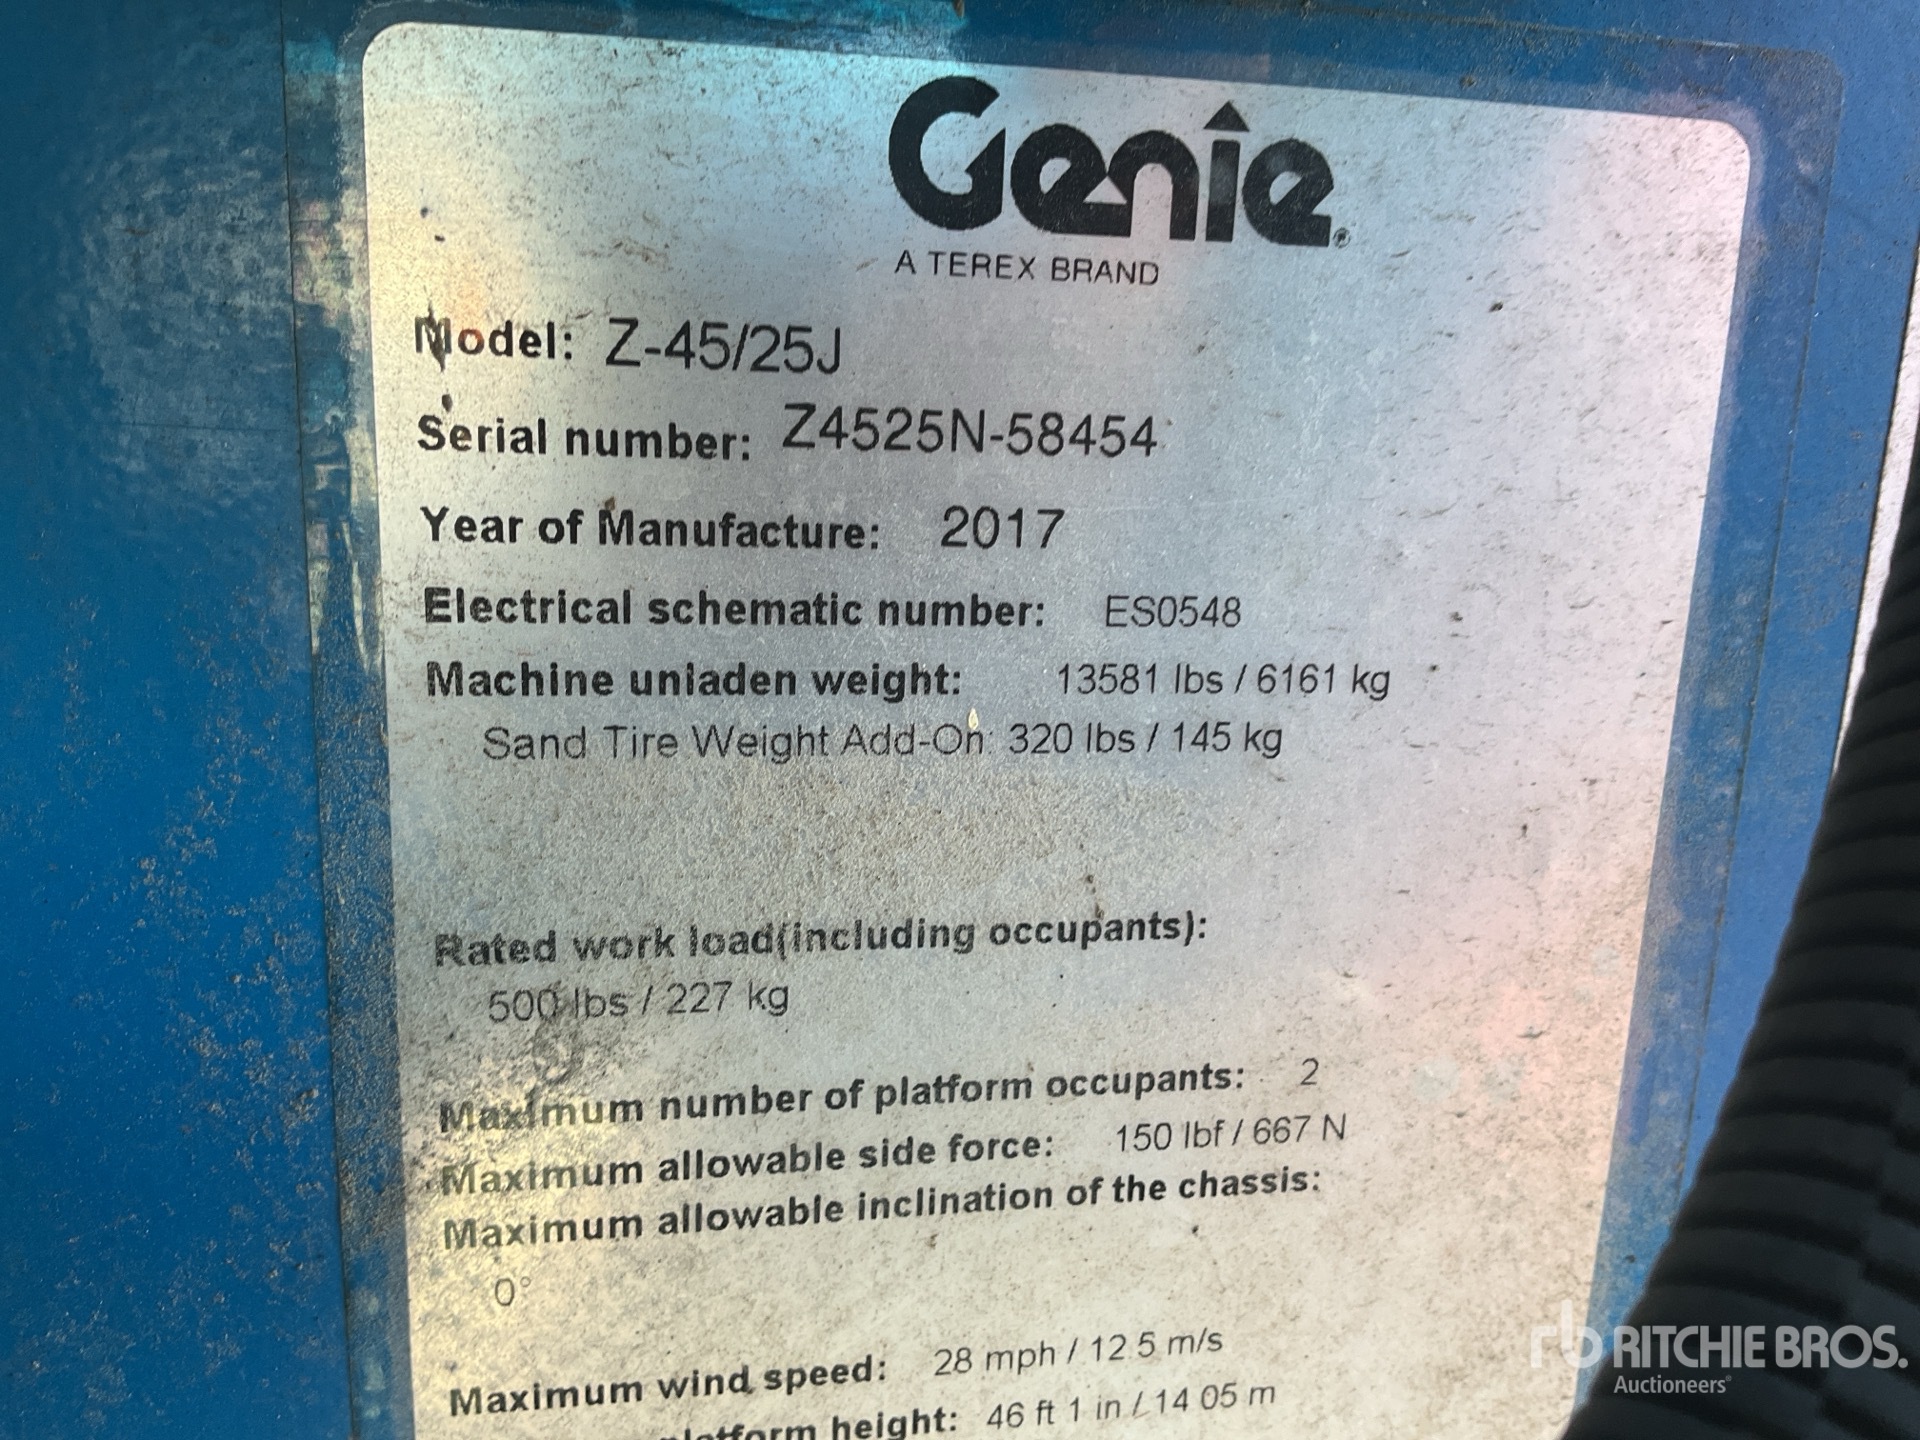 Genie®
A TEREX BRAND
Model: Z-45/25J
Serial number: Z4525N-58454
Year of Manufacture: 2017
Electrical schematic number: ES0548
Machine unladen weight: 13581 lbs / 6161 kg
Sand Tire Weight Add-On: 320 lbs / 145 kg
Rated work load(including occupants):
500 lbs / 227 kg
Maximum number of platform occupants: 2
Maximum allowable side force: 150 lbf / 667 N
Maximum allowable inclination of the chassis:
0°
Maximum wind speed: 28 mph / 12.5 m/s
platform height: 46 ft 1 in / 14.05 m
rb RITCHIE BROS.
Auctioneers®